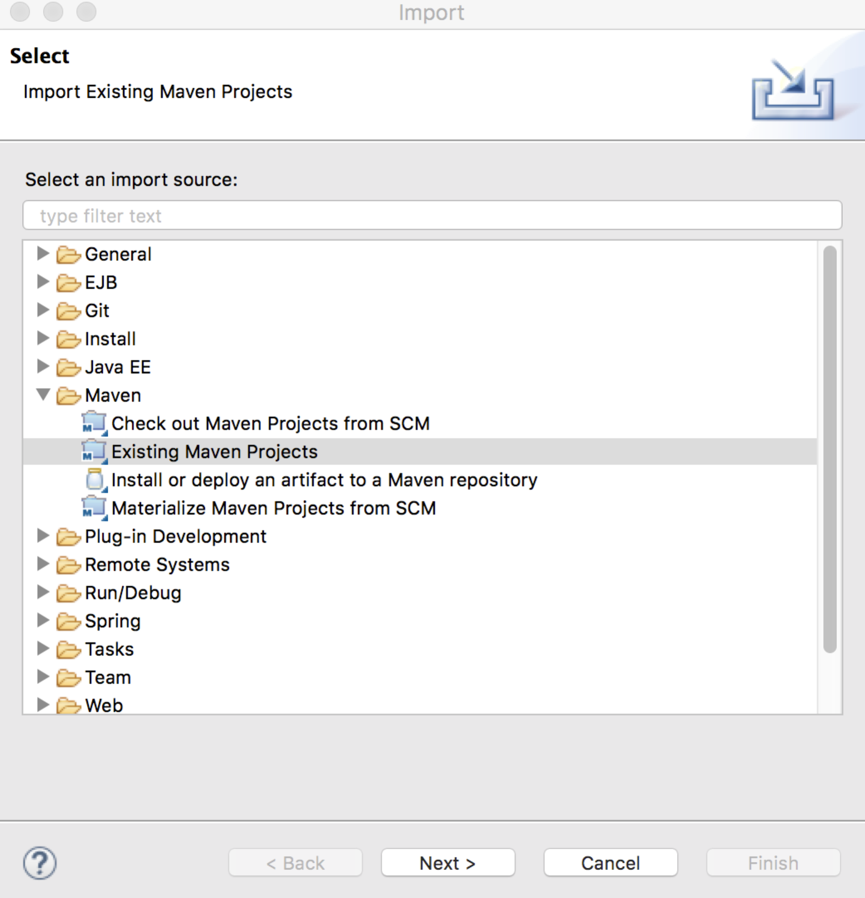 Import
Select
Import Existing Maven Projects
Select an import source:
type filter text
General
EJB
Git
Install
Java EE
Maven
Check out Maven Projects from SCM
Existing Maven Projects
Install or deploy an artifact to a Maven repository
Materialize Maven Projects from SCM
Plug-in Development
Remote Systems
Run/Debug
Spring
Tasks
Team
Web
? < Back Next > Cancel Finish